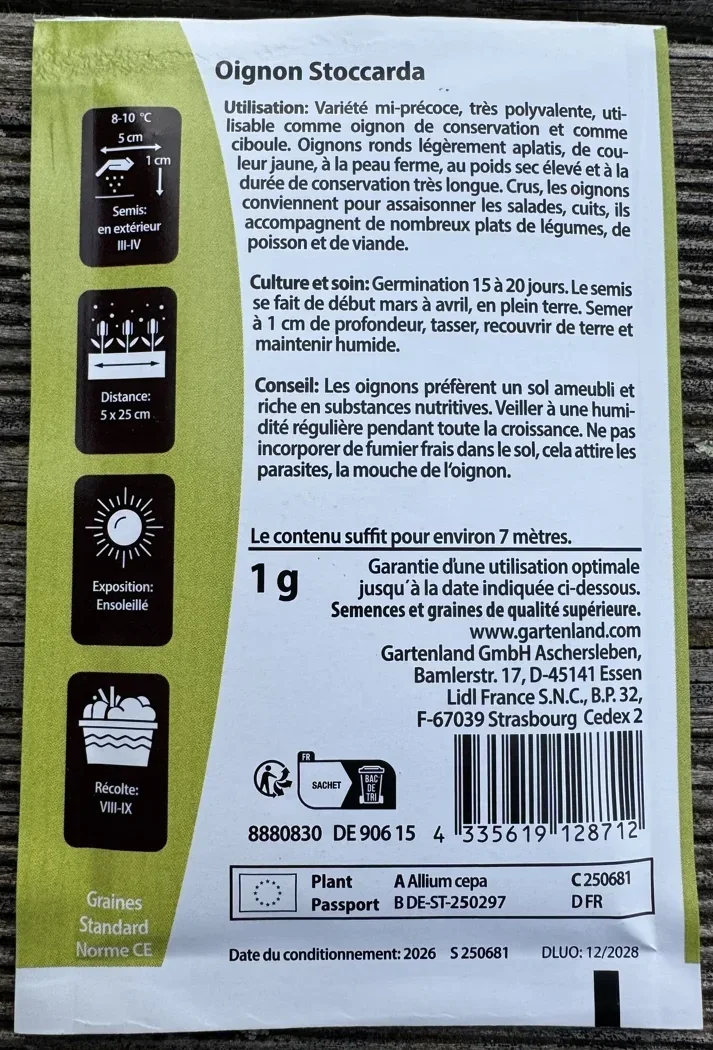 Oignon Stoccarda
Utilisation: Variété mi-précoce, très polyvalente, uti-
lisable comme oignon de conservation et comme
ciboule. Oignons ronds légèrement aplatis, de cou-
leur jaune, à la peau ferme, au poids sec élevé et à la
durée de conservation très longue. Crus, les oignons
conviennent pour assaisonner les salades, cuits, ils
accompagnent de nombreux plats de légumes, de
poisson et de viande.
Culture et soin: Germination 15 à 20 jours. Le semis
se fait de début mars à avril, en plein terre. Semer
à 1 cm de profondeur, tasser, recouvrir de terre et
maintenir humide.
Conseil: Les oignons préfèrent un sol ameubli et
riche en substances nutritives. Veiller à une humi-
dité régulière pendant toute la croissance. Ne pas
incorporer de fumier frais dans le sol, cela attire les
parasites, la mouche de l'oignon.
Le contenu suffit pour environ 7 mètres.
1 g
Garantie d'une utilisation optimale
jusqu´à la date indiquée ci-dessous.
Semences et graines de qualité supérieure.
www.gartenland.com
Gartenland GmbH Aschersleben,
Bamlerstr. 17, D-45141 Essen
Lidl France S.N.C., B.P. 32,
F-67039 Strasbourg Cedex 2
8-10 °C
5 cm
1 cm
Semis:
en extérieur
III-IV
Distance:
5 x 25 cm
Exposition:
Ensoleillé
Récolte:
VIII-IX
Graines
Standard
Norme CE
FR
SACHET
BAC
DE
TRI
8880830 DE 906 15
4 335619 128712
Plant A Allium cepa C 250681
Passport B DE-ST-250297 D FR
Date du conditionnement: 2026 S 250681 DLUO: 12/2028